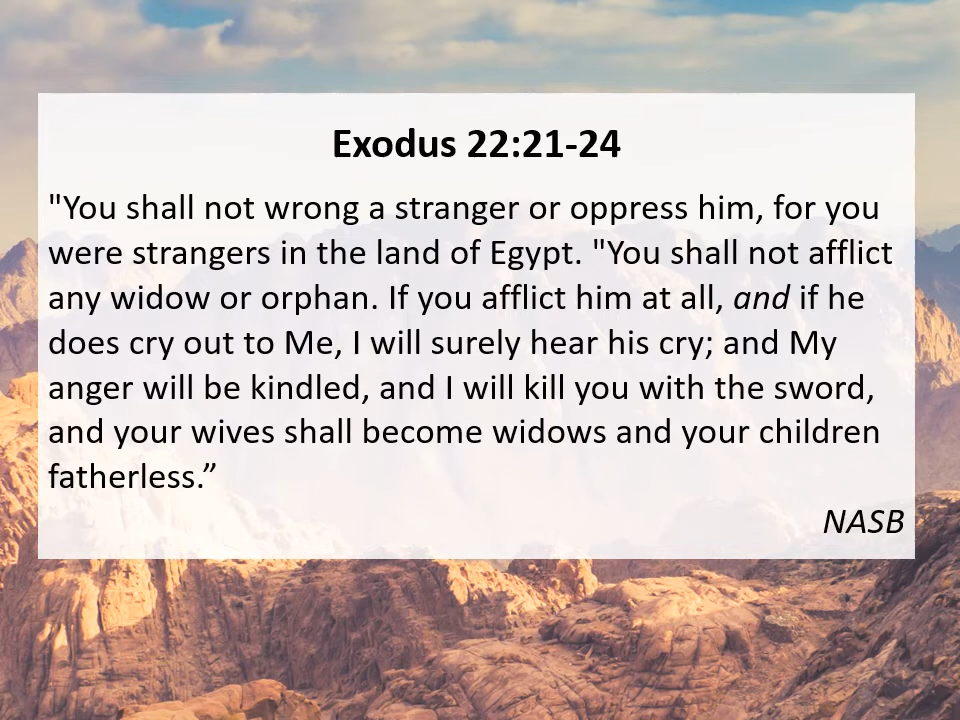 Exodus 22:21-24
"You shall not wrong a stranger or oppress him, for you
were strangers in the land of Egypt. "You shall not afflict
any widow or orphan. If you afflict him at all, and if he
does cry out to Me, I will surely hear his cry; and My
anger will be kindled, and I will kill you with the sword,
and your wives shall become widows and your children
fatherless.”
NASB